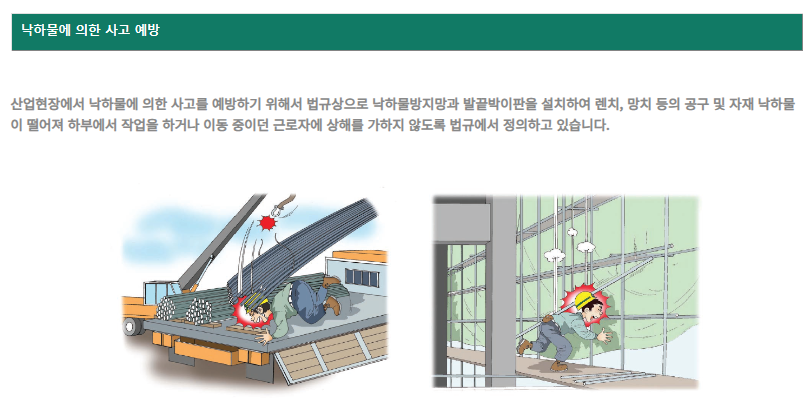 낙하물에 의한 사고 예방
산업현장에서 낙하물에 의한 사고를 예방하기 위해서 법규상으로 낙하물방지망과 발끝막이판을 설치하여 렌치, 망치 등의 공구 및 자재 낙하물
이 떨어져 하부에서 작업을 하거나 이동 중이던 근로자에 상해를 가하지 않도록 법규에서 정의하고 있습니다.